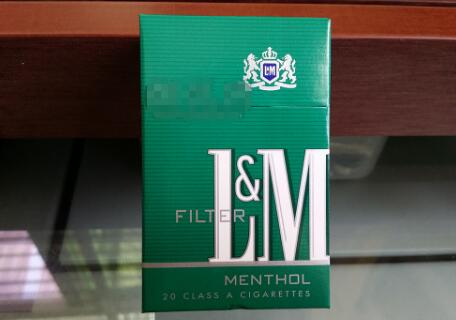 L&M
FILTER
L&M
MENTHOL
20 CLASS A CIGARETTES